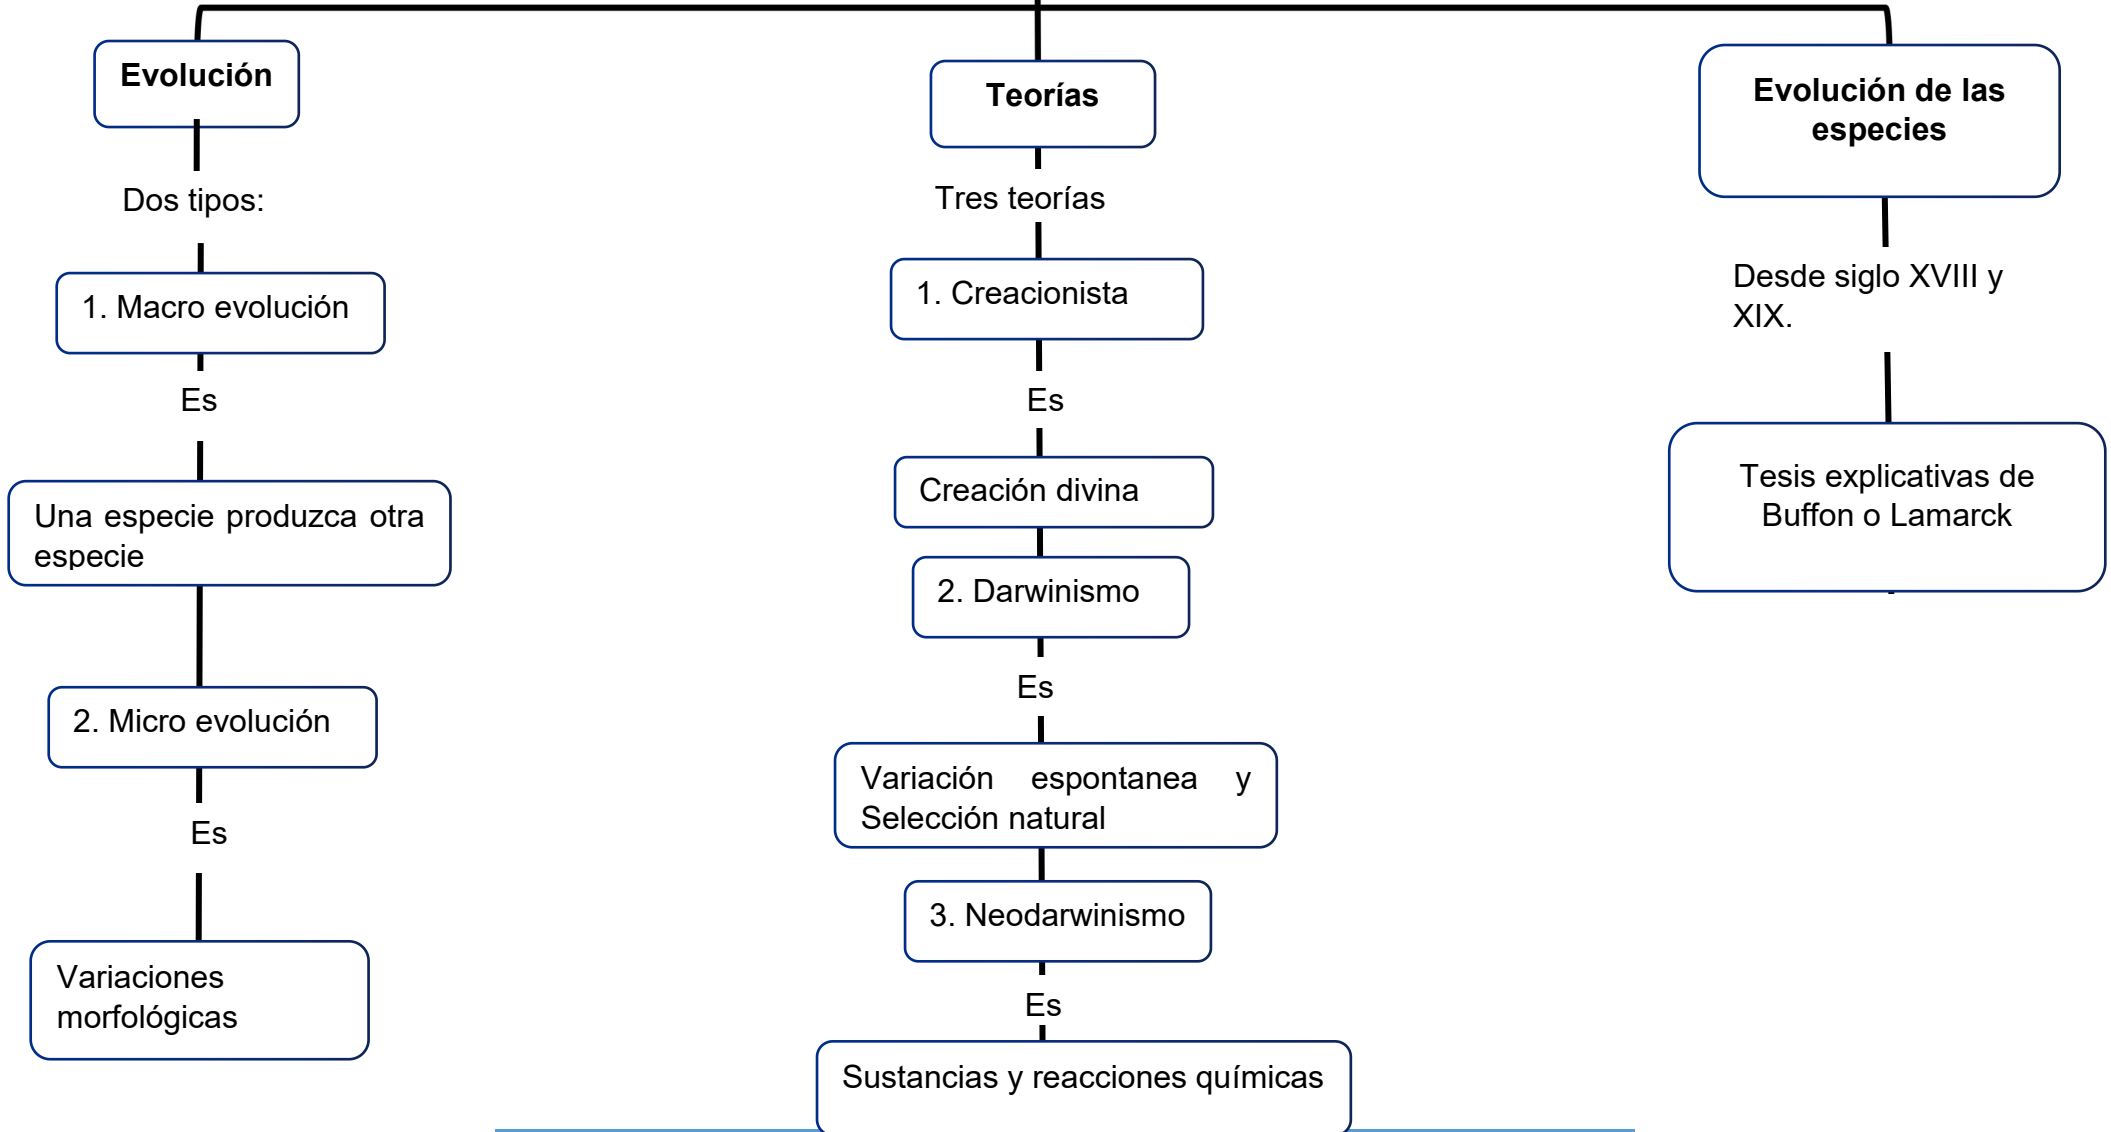 Evolución
Dos tipos:
1. Macro evolución
Es
Una especie produzca otra
especie
2. Micro evolución
Es
Variaciones
morfológicas
Teorías
Tres teorías
1. Creacionista
Es
Creación divina
2. Darwinismo
Es
Variación espontanea y
Selección natural
3. Neodarwinismo
Es
Sustancias y reacciones químicas
Evolución de las
especies
Desde siglo XVIII y
XIX.
Tesis explicativas de
Buffon o Lamarck